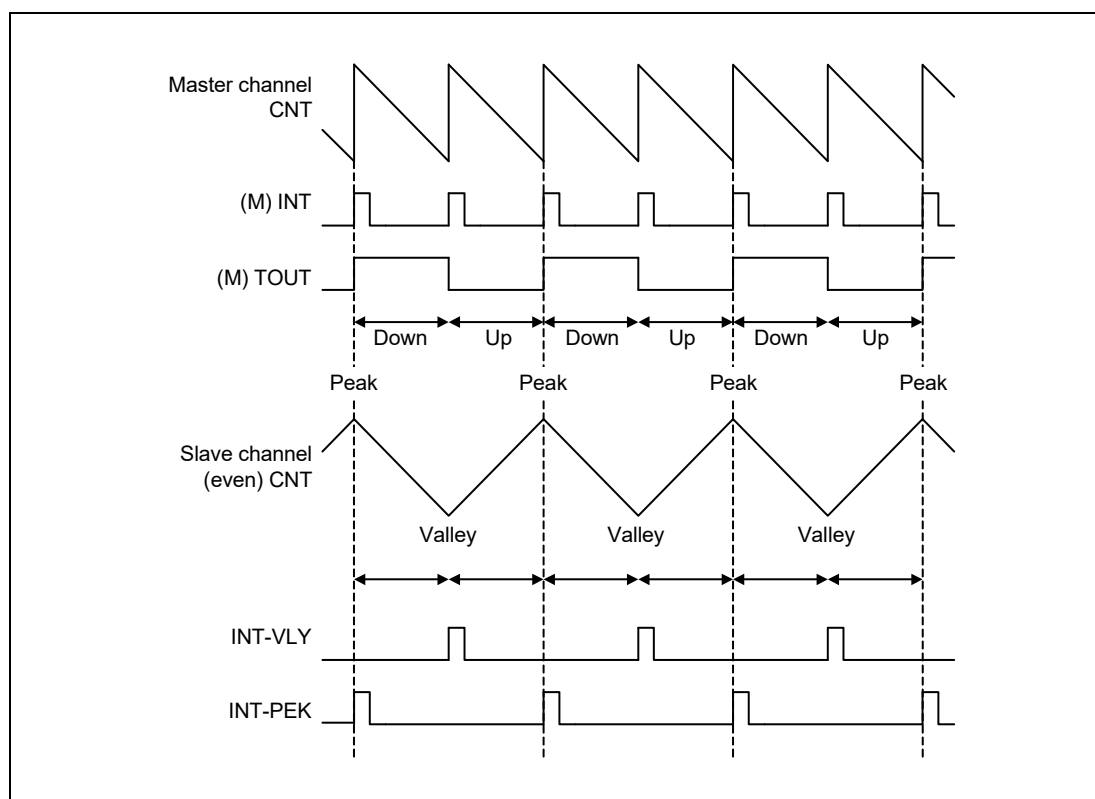 Master channel
CNT
(M) INT
(M) TOUT
Down Up Down Up Down Up
Peak Peak Peak Peak
Slave channel
(even) CNT
Valley Valley Valley
INT-VLY
INT-PEK